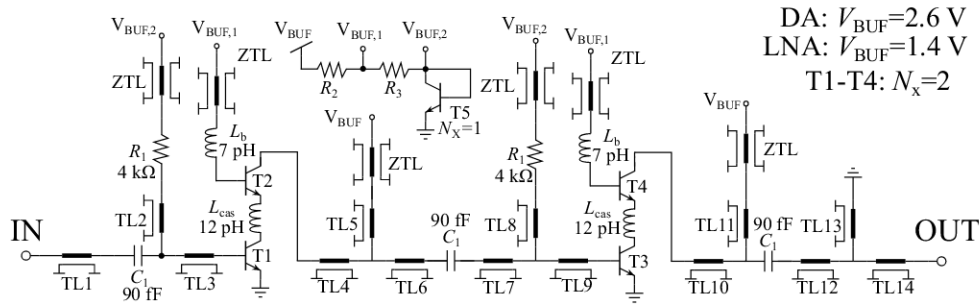 V_BUF,2
V_BUF,1
ZTL
ZTL
V_BUF
V_BUF,1
V_BUF,2
R_2
R_3
T5
N_X=1
V_BUF,2
V_BUF,1
ZTL
ZTL
DA: V_BUF=2.6 V
LNA: V_BUF=1.4 V
T1-T4: N_x=2
R_1
4 kΩ
L_b
7 pH
T2
L_cas
12 pH
T1
TL2
IN
TL1
C_1
90 fF
TL3
V_BUF
ZTL
TL5
90 fF
C_1
TL4
TL6
TL7
R_1
4 kΩ
L_b
7 pH
T4
L_cas
12 pH
T3
TL8
TL9
V_BUF
ZTL
TL11
90 fF
C_1
TL13
OUT
TL10
TL12
TL14